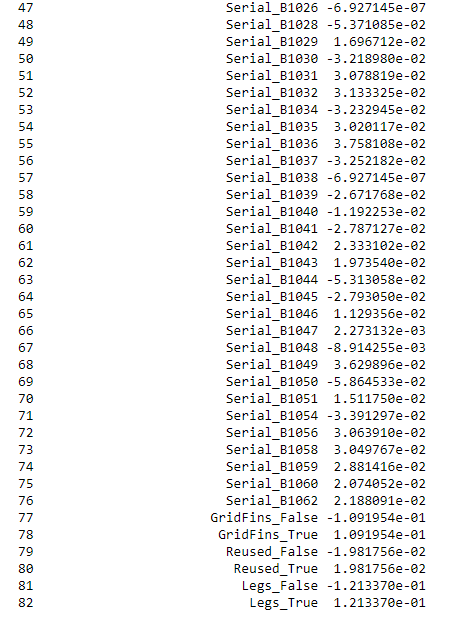 47 Serial_B1026 -6.927145e-07
48 Serial_B1028 -5.371085e-02
49 Serial_B1029 1.696712e-02
50 Serial_B1030 -3.218980e-02
51 Serial_B1031 3.078819e-02
52 Serial_B1032 3.133325e-02
53 Serial_B1034 -3.232945e-02
54 Serial_B1035 3.020117e-02
55 Serial_B1036 3.758108e-02
56 Serial_B1037 -3.252182e-02
57 Serial_B1038 -6.927145e-07
58 Serial_B1039 -2.671768e-02
59 Serial_B1040 -1.192253e-02
60 Serial_B1041 -2.787127e-02
61 Serial_B1042 2.333102e-02
62 Serial_B1043 1.973540e-02
63 Serial_B1044 -5.313058e-02
64 Serial_B1045 -2.793050e-02
65 Serial_B1046 1.129356e-02
66 Serial_B1047 2.273132e-03
67 Serial_B1048 -8.914255e-03
68 Serial_B1049 3.629896e-02
69 Serial_B1050 -5.864533e-02
70 Serial_B1051 1.511750e-02
71 Serial_B1054 -3.391297e-02
72 Serial_B1056 3.063910e-02
73 Serial_B1058 3.049767e-02
74 Serial_B1059 2.881416e-02
75 Serial_B1060 2.074052e-02
76 Serial_B1062 2.188091e-02
77 GridFins_False -1.091954e-01
78 GridFins_True 1.091954e-01
79 Reused_False -1.981756e-02
80 Reused_True 1.981756e-02
81 Legs_False -1.213370e-01
82 Legs_True 1.213370e-01